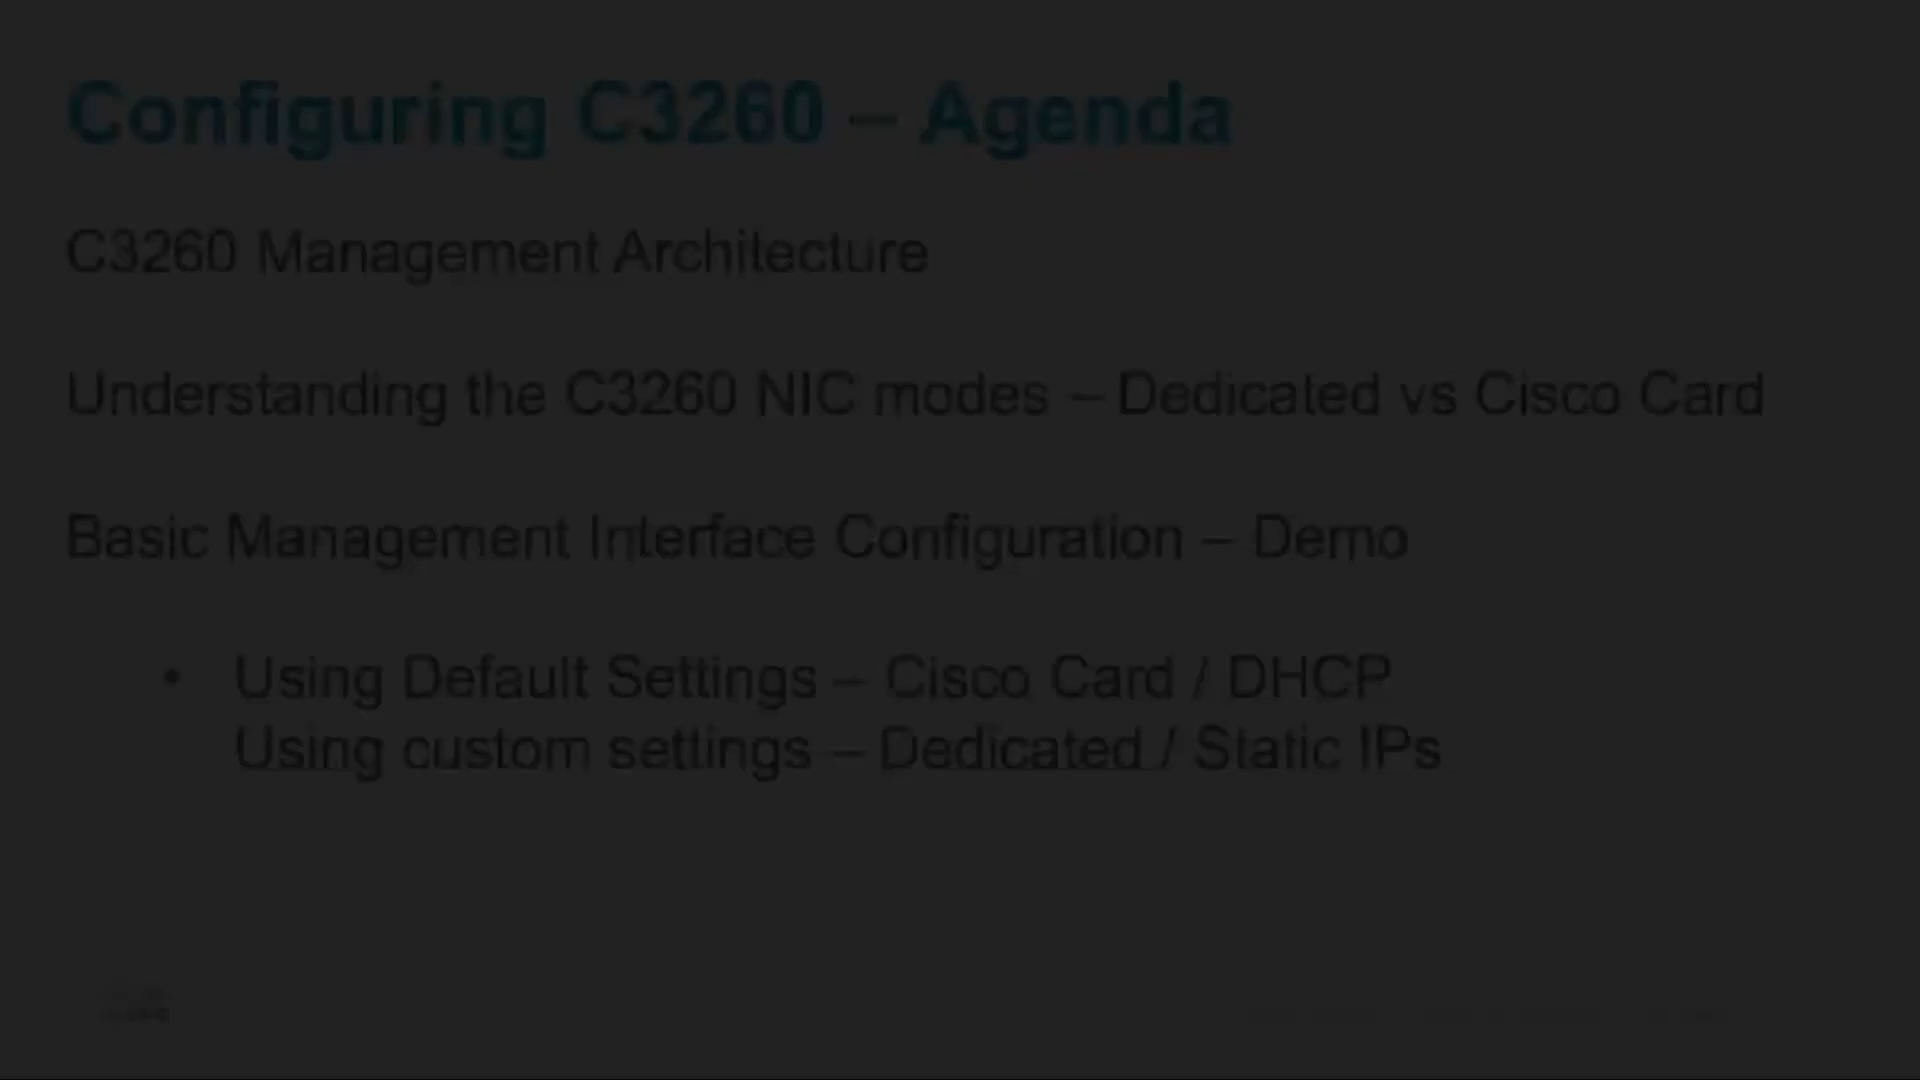 Configuring C3260 – Agenda
C3260 Management Architecture
Understanding the C3260 NIC modes – Dedicated vs Cisco Card
Basic Management Interface Configuration – Demo
• Using Default Settings – Cisco Card / DHCP
Using custom settings – Dedicated / Static IPs